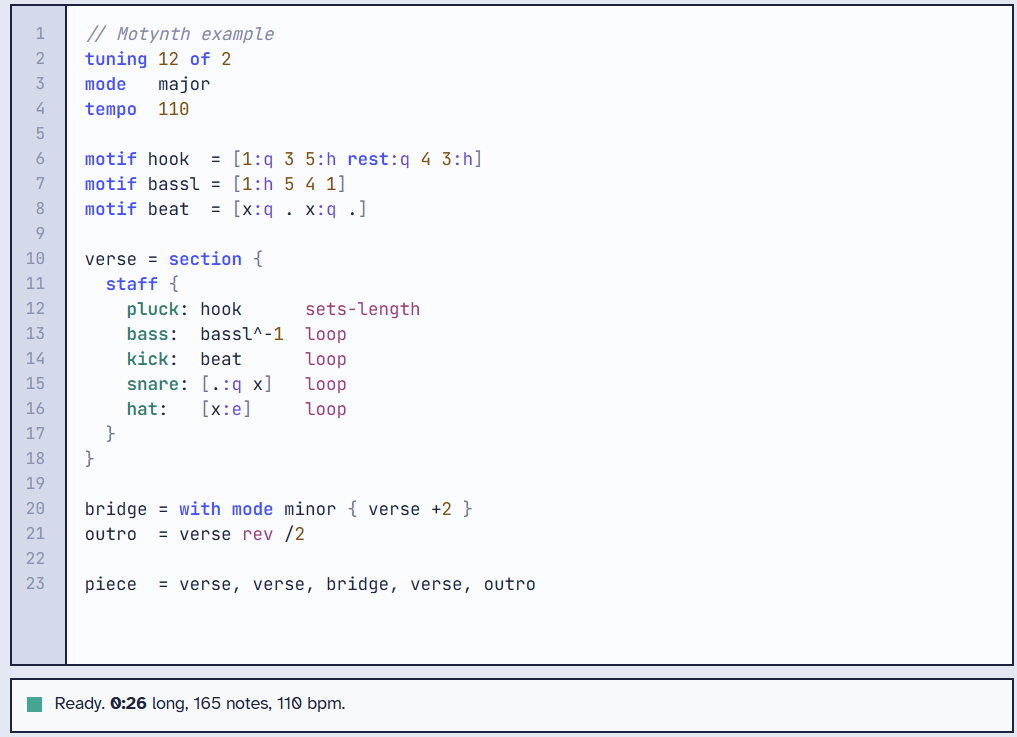 1 // Motynth example
2 tuning 12 of 2
3 mode   major
4 tempo  110
5
6 motif hook  = [1:q 3 5:h rest:q 4 3:h]
7 motif bassl = [1:h 5 4 1]
8 motif beat  = [x:q . x:q .]
9
10 verse = section {
11   staff {
12     pluck: hook      sets-length
13     bass:  bassl^-1  loop
14     kick:  beat      loop
15     snare: [.:q x]   loop
16     hat:   [x:e]     loop
17   }
18 }
19
20 bridge = with mode minor { verse +2 }
21 outro  = verse rev /2
22
23 piece  = verse, verse, bridge, verse, outro
Ready. 0:26 long, 165 notes, 110 bpm.